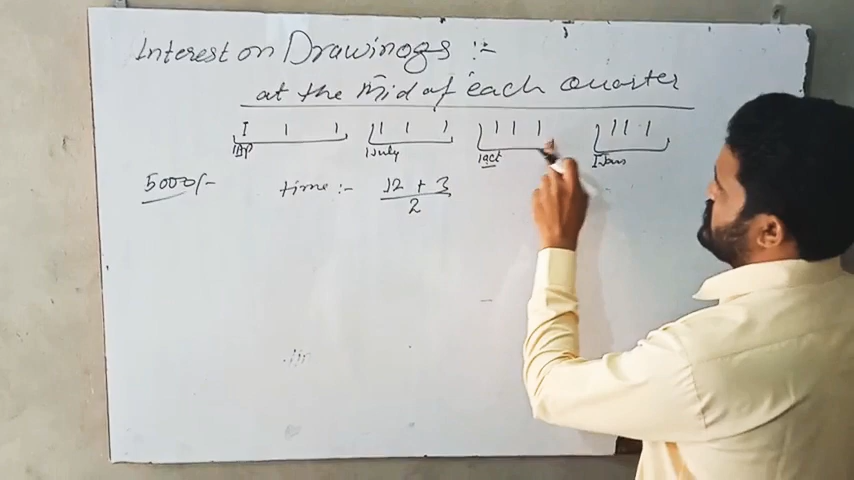 Interest on Drawings :-
at the Mid of each Quarter
I I I I I I I I I I I I
1 AP 1 July 1 oct 1 Jan
5000/- time :- 12 + 3
2